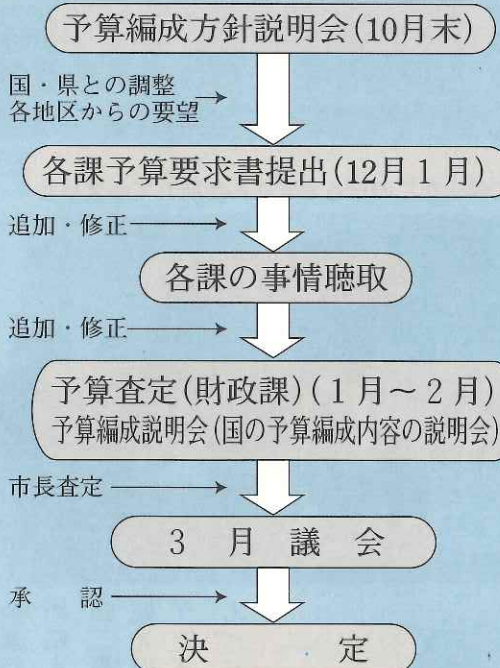 予算編成方針説明会(10月末)
国・県との調整
各地区からの要望
各課予算要求書提出(12月1月)
追加・修正
各課の事情聴取
追加・修正
予算査定(財政課)(1月〜2月)
予算編成説明会(国の予算編成内容の説明会)
市長査定
3月議会
承認
決定